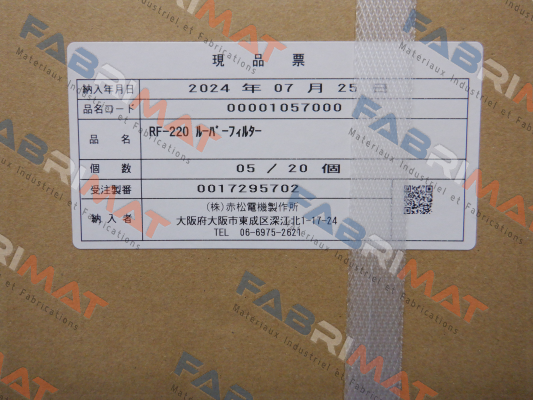 現品票
納入年月日 2024 年 07 月 25 日
品名コード 00001057000
品名 RF-220 ルーバーフィルター
個数 05 / 20 個
受注製番 0017295702
納入者 (株)赤松電機製作所
大阪府大阪市東成区深江北1-17-24
TEL 06-6975-2621
FABRIMAT
Materiaux Industriel et Fabrications